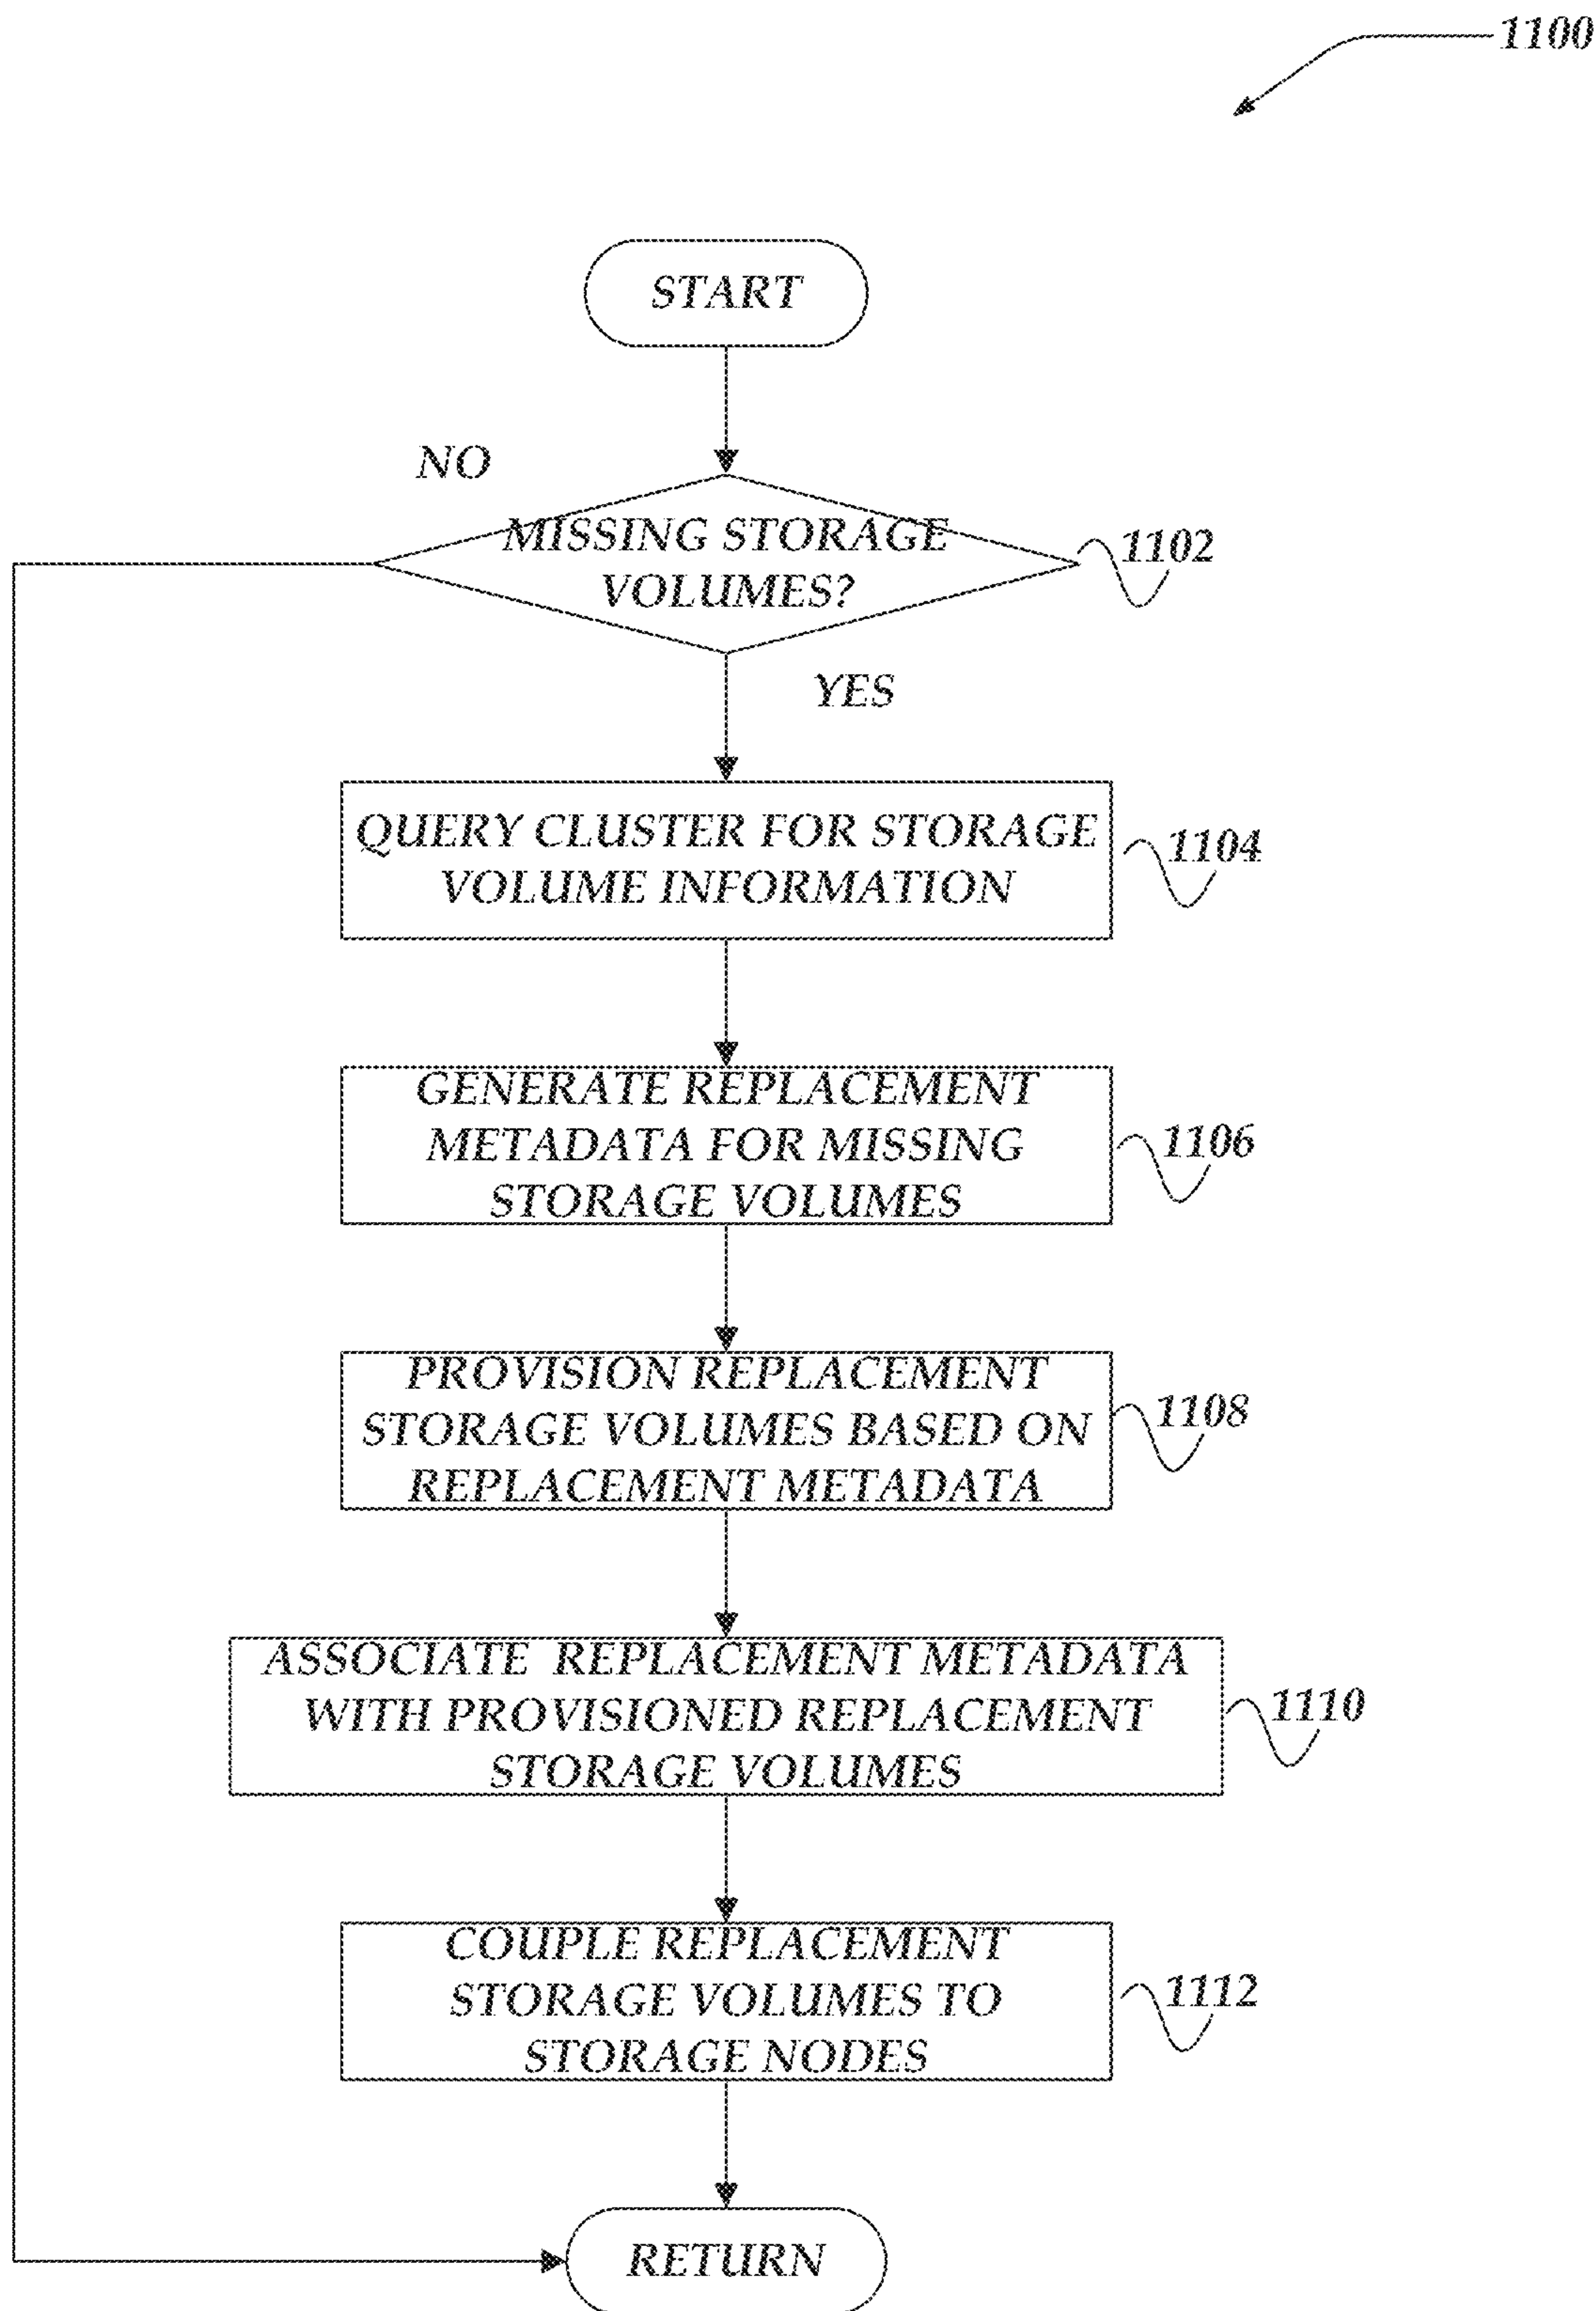 1100
START
NO
MISSING STORAGE
VOLUMES?
1102
YES
QUERY CLUSTER FOR STORAGE
VOLUME INFORMATION
1104
GENERATE REPLACEMENT
METADATA FOR MISSING
STORAGE VOLUMES
1106
PROVISION REPLACEMENT
STORAGE VOLUMES BASED ON
REPLACEMENT METADATA
1108
ASSOCIATE REPLACEMENT METADATA
WITH PROVISIONED REPLACEMENT
STORAGE VOLUMES
1110
COUPLE REPLACEMENT
STORAGE VOLUMES TO
STORAGE NODES
1112
RETURN